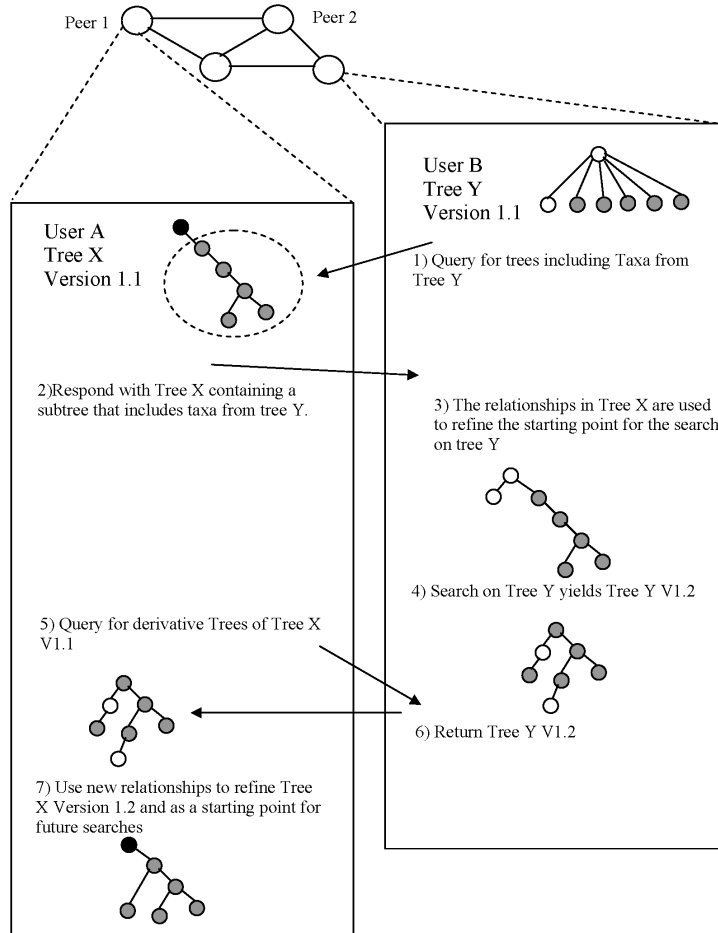 Peer 1
Peer 2
User A
Tree X
Version 1.1
User B
Tree Y
Version 1.1
1) Query for trees including Taxa from
Tree Y
2)Respond with Tree X containing a
subtree that includes taxa from tree Y.
3) The relationships in Tree X are used
to refine the starting point for the search
on tree Y
4) Search on Tree Y yields Tree Y V1.2
5) Query for derivative Trees of Tree X
V1.1
6) Return Tree Y V1.2
7) Use new relationships to refine Tree
X Version 1.2 and as a starting point for
future searches